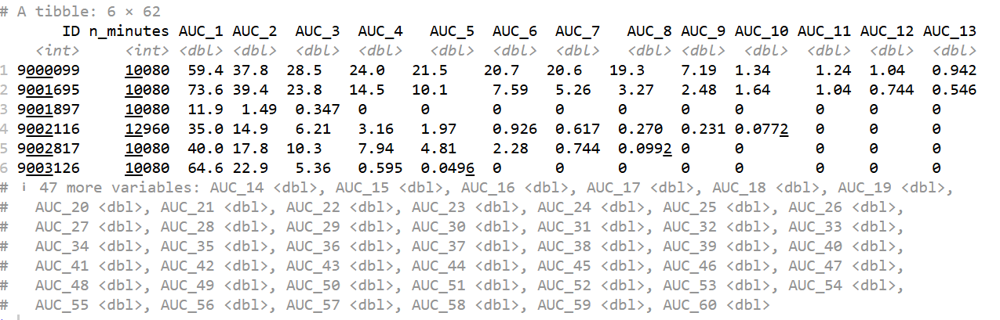 # A tibble: 6 × 62
ID n_minutes AUC_1 AUC_2 AUC_3 AUC_4 AUC_5 AUC_6 AUC_7 AUC_8 AUC_9 AUC_10 AUC_11 AUC_12 AUC_13
<int> <int> <dbl> <dbl> <dbl> <dbl> <dbl> <dbl> <dbl> <dbl> <dbl> <dbl> <dbl> <dbl> <dbl>
1 9000099 10080 59.4 37.8 28.5 24.0 21.5 20.7 20.6 19.3 7.19 1.34 1.24 1.04 0.942
2 9001695 10080 73.6 39.4 23.8 14.5 10.1 7.59 5.26 3.27 2.48 1.64 1.04 0.744 0.546
3 9001897 10080 11.9 1.49 0.347 0 0 0 0 0 0 0 0 0 0
4 9002116 12960 35.0 14.9 6.21 3.16 1.97 0.926 0.617 0.270 0.231 0.0772 0 0 0
5 9002817 10080 40.0 17.8 10.3 7.94 4.81 2.28 0.744 0.0992 0 0 0 0 0
6 9003126 10080 64.6 22.9 5.36 0.595 0.0496 0 0 0 0 0 0 0 0
# ℹ 47 more variables: AUC_14 <dbl>, AUC_15 <dbl>, AUC_16 <dbl>, AUC_17 <dbl>, AUC_18 <dbl>, AUC_19 <dbl>,
# AUC_20 <dbl>, AUC_21 <dbl>, AUC_22 <dbl>, AUC_23 <dbl>, AUC_24 <dbl>, AUC_25 <dbl>, AUC_26 <dbl>,
# AUC_27 <dbl>, AUC_28 <dbl>, AUC_29 <dbl>, AUC_30 <dbl>, AUC_31 <dbl>, AUC_32 <dbl>, AUC_33 <dbl>,
# AUC_34 <dbl>, AUC_35 <dbl>, AUC_36 <dbl>, AUC_37 <dbl>, AUC_38 <dbl>, AUC_39 <dbl>, AUC_40 <dbl>,
# AUC_41 <dbl>, AUC_42 <dbl>, AUC_43 <dbl>, AUC_44 <dbl>, AUC_45 <dbl>, AUC_46 <dbl>, AUC_47 <dbl>,
# AUC_48 <dbl>, AUC_49 <dbl>, AUC_50 <dbl>, AUC_51 <dbl>, AUC_52 <dbl>, AUC_53 <dbl>, AUC_54 <dbl>,
# AUC_55 <dbl>, AUC_56 <dbl>, AUC_57 <dbl>, AUC_58 <dbl>, AUC_59 <dbl>, AUC_60 <dbl>